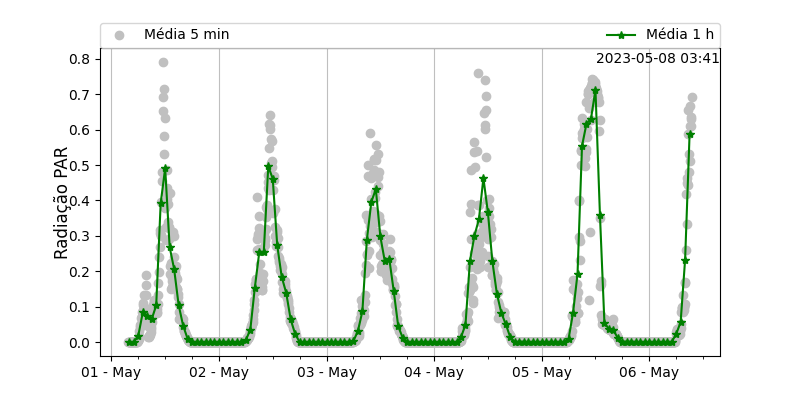 Média 5 min
Média 1 h
2023-05-08 03:41
Radiação PAR
0.8
0.7
0.6
0.5
0.4
0.3
0.2
0.1
0.0
01 - May
02 - May
03 - May
04 - May
05 - May
06 - May